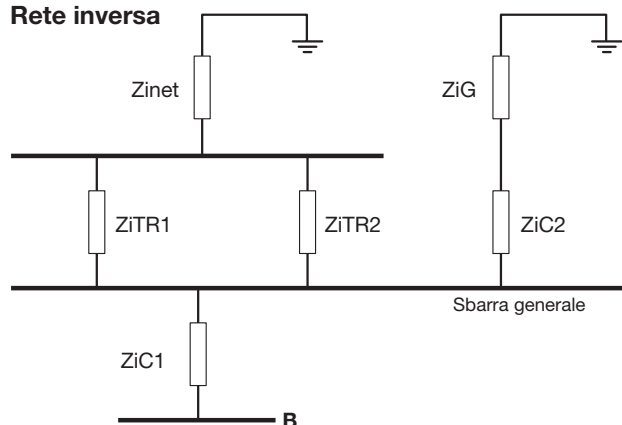 Rete inversa
Zinet
ZiG
ZiTR1
ZiTR2
ZiC2
Sbarra generale
ZiC1
B